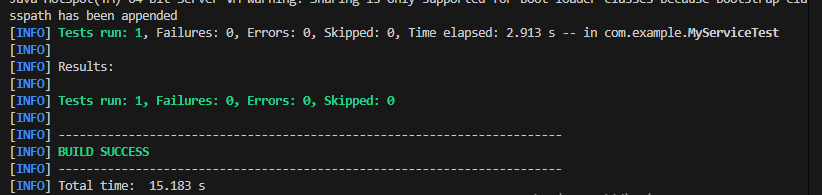 Java HotSpot(TM) 64-Bit Server VM warning: Sharing is only supported for boot loader classes because bootstrap cla
sspath has been appended
[INFO] Tests run: 1, Failures: 0, Errors: 0, Skipped: 0, Time elapsed: 2.913 s -- in com.example.MyServiceTest
[INFO]
[INFO] Results:
[INFO]
[INFO] Tests run: 1, Failures: 0, Errors: 0, Skipped: 0
[INFO]
[INFO] ------------------------------------------------------------------------
[INFO] BUILD SUCCESS
[INFO] ------------------------------------------------------------------------
[INFO] Total time:  15.183 s